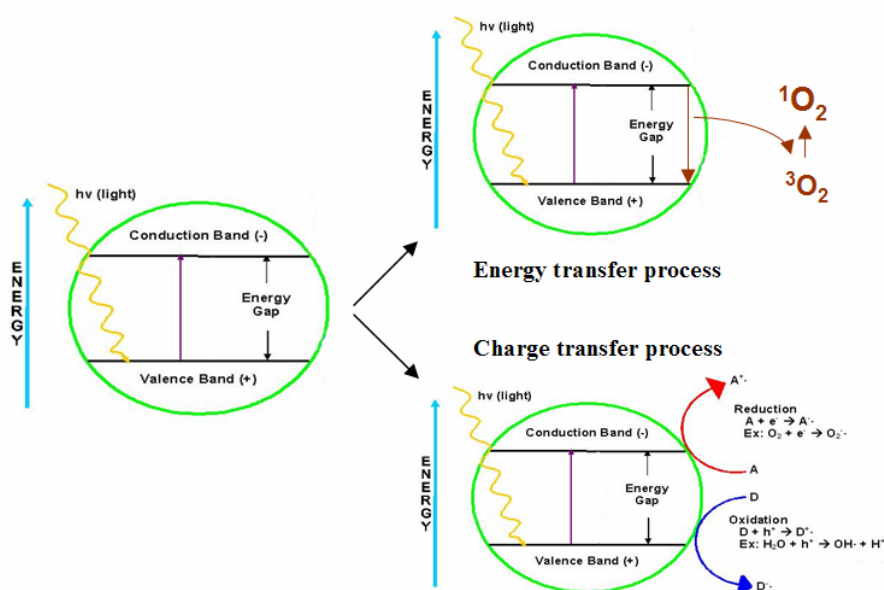 hv (light)
Conduction Band (-)
ENERGY
Energy
Gap
Valence Band (+)
¹O₂
³O₂
Energy transfer process
hv (light)
Conduction Band (-)
ENERGY
Energy
Gap
Valence Band (+)
Charge transfer process
hv (light)
Conduction Band (-)
ENERGY
Energy
Gap
Valence Band (+)
A⁺·
Reduction
A + e⁻ → A⁻·
Ex: O₂ + e⁻ → O₂⁻·
A
D
Oxidation
D + h⁺ → D⁺·
Ex: H₂O + h⁺ → OH· + H⁺
D⁻·